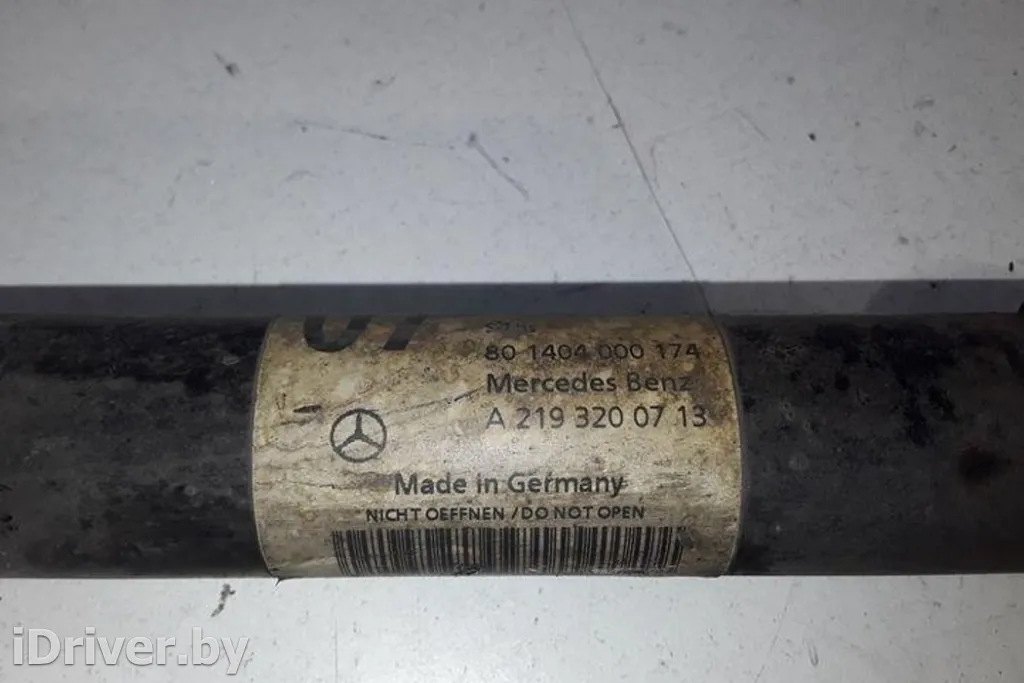 80 1404 000 174
Mercedes Benz
A 219 320 07 13
Made in Germany
NICHT OEFFNEN / DO NOT OPEN
iDriver.by